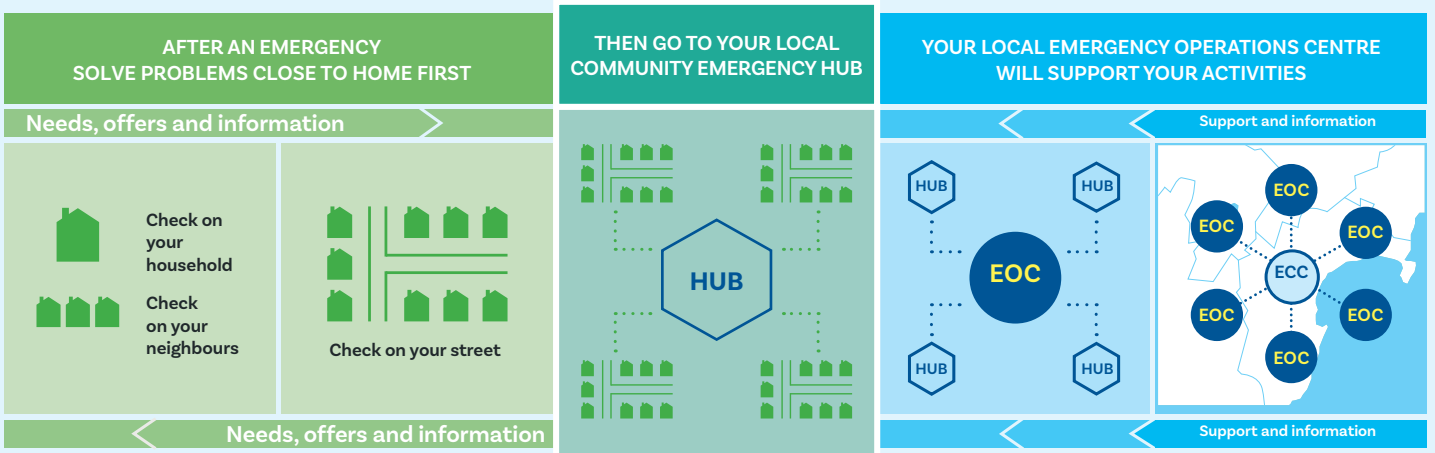 AFTER AN EMERGENCY
SOLVE PROBLEMS CLOSE TO HOME FIRST
Needs, offers and information
Check on
your
household
Check
on your
neighbours
Check on your street
Needs, offers and information
THEN GO TO YOUR LOCAL
COMMUNITY EMERGENCY HUB
HUB
YOUR LOCAL EMERGENCY OPERATIONS CENTRE
WILL SUPPORT YOUR ACTIVITIES
Support and information
HUB
HUB
EOC
HUB
HUB
EOC
EOC
EOC
ECC
EOC
EOC
EOC
Support and information